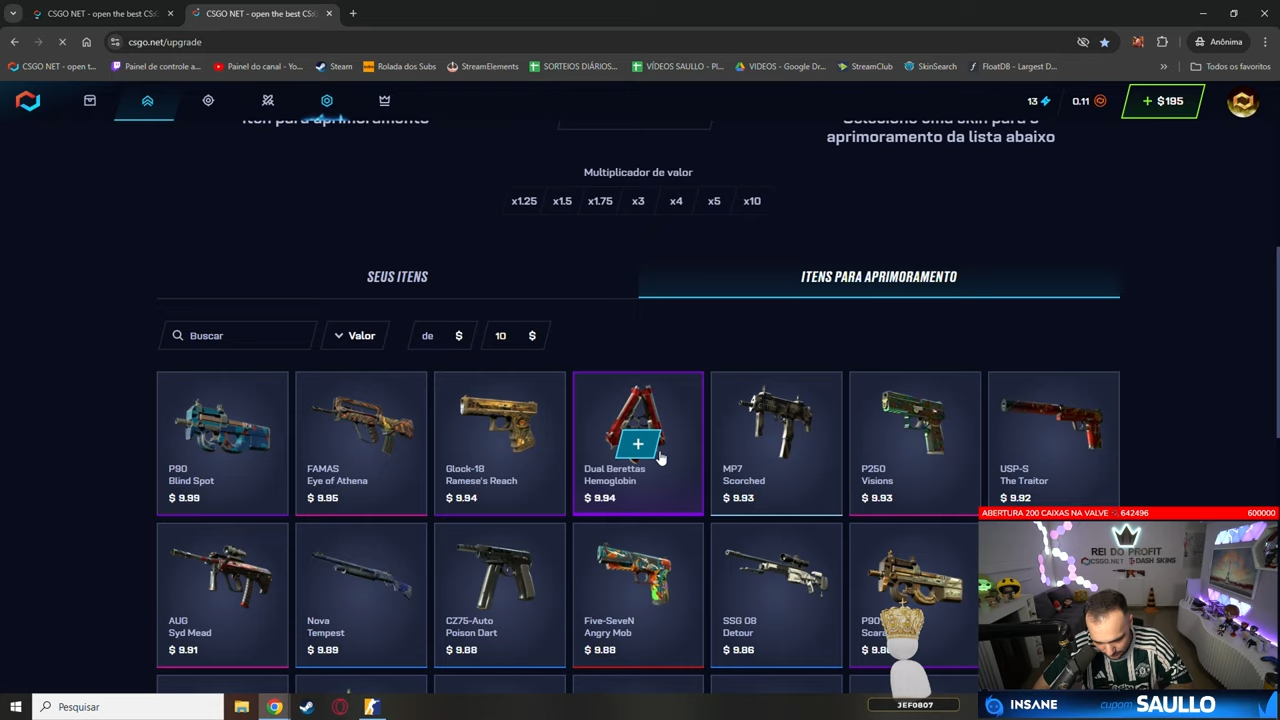 CSGO NET - open the best CS:G
CSGO NET - open the best CS:G
csgo.net/upgrade
Anônima
CSGO NET - open t...
Painel de controle a...
Painel do canal - Yo...
Steam
Rolada dos Subs
StreamElements
SORTEIOS DIÁRIOS...
VÍDEOS SAULLO - PL...
VIDEOS - Google Dr...
StreamClub
SkinSearch
FloatDB - Largest D...
Todos os favoritos
13
0.11
+ $195
Item para aprimoramento
Selecione uma skin para o
aprimoramento da lista abaixo
Multiplicador de valor
x1.25 x1.5 x1.75 x3 x4 x5 x10
SEUS ITENS
ITENS PARA APRIMORAMENTO
Buscar
Valor
de $
10 $
P90
Blind Spot
$ 9.99
FAMAS
Eye of Athena
$ 9.95
Glock-18
Ramese's Reach
$ 9.94
Dual Berettas
Hemoglobin
$ 9.94
MP7
Scorched
$ 9.93
P250
Visions
$ 9.93
USP-S
The Traitor
$ 9.92
ABERTURA 200 CAIXAS NA VALVE - 642496
600000
REI DO PROFIT
CSGO.NET DASH SKINS
AUG
Syd Mead
$ 9.91
Nova
Tempest
$ 9.89
CZ75-Auto
Poison Dart
$ 9.88
Five-SeveN
Angry Mob
$ 9.88
SSG 08
Detour
$ 9.86
P90
JEF0807
INSANE
cupom SAULLO
Pesquisar